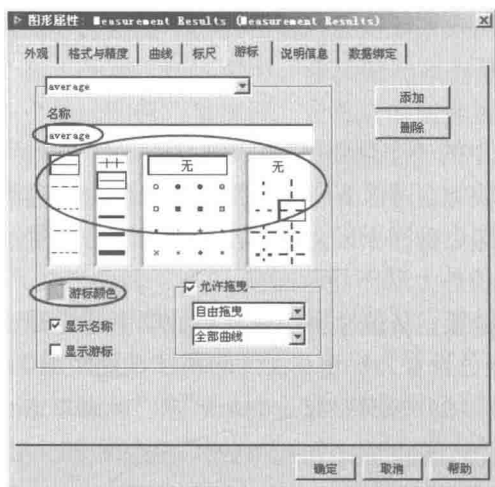 图形属性: Measurement Results (Measurement Results)
外观 格式与精度 曲线 标尺 游标 说明信息 数据绑定
average
添加
名称
删除
average
无 无
游标颜色
允许拖曳
自由拖曳
显示名称
全部曲线
显示游标
确定 取消 帮助